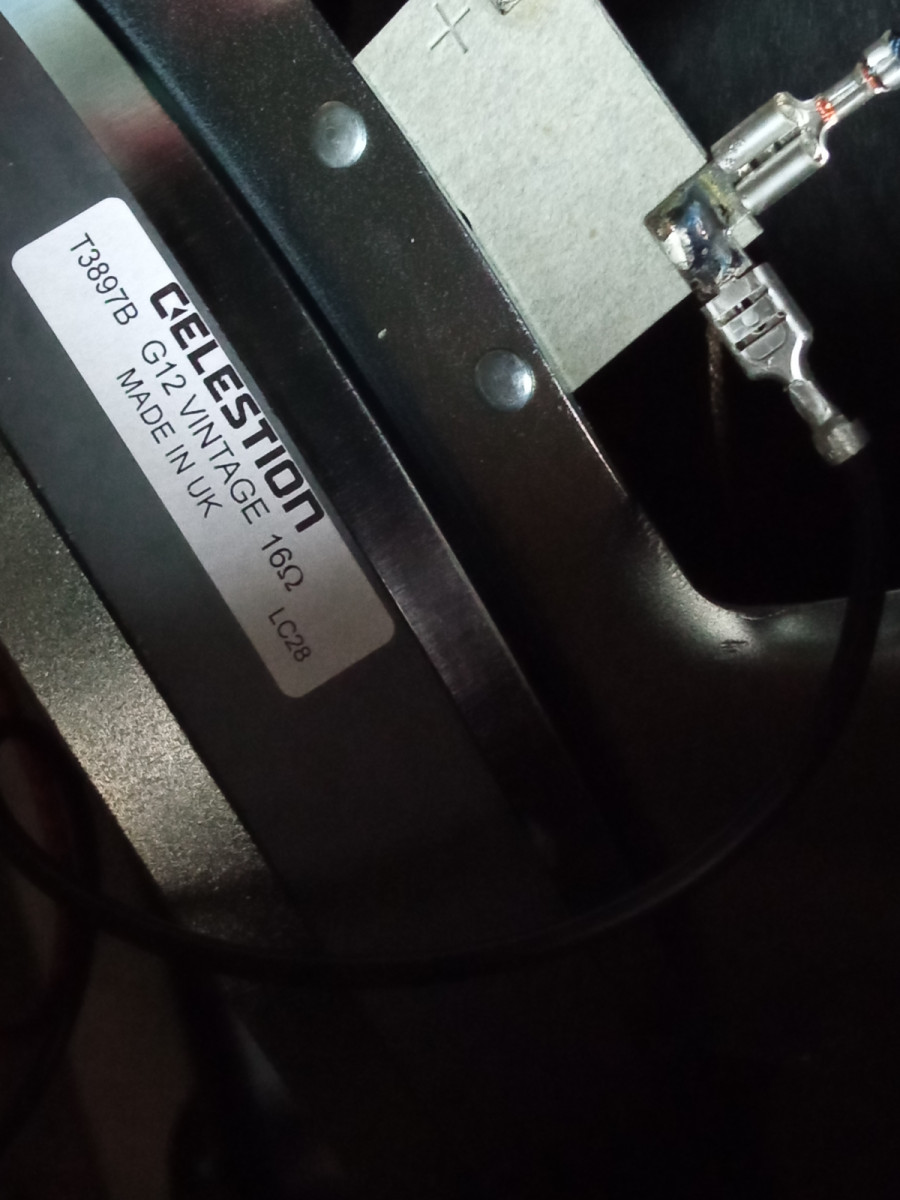 +
CELESTION
T3897B G12 VINTAGE 16Ω
MADE IN UK LC28